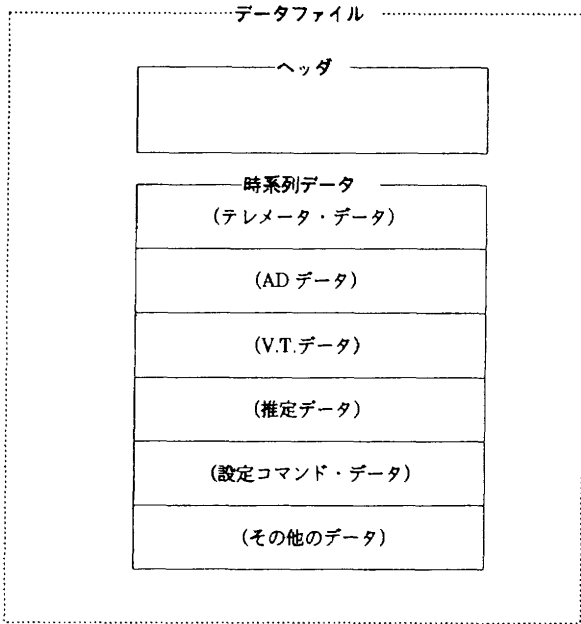 データファイル
ヘッダ
時系列データ
(テレメータ・データ)
(AD データ)
(V.T.データ)
(推定データ)
(設定コマンド・データ)
(その他のデータ)